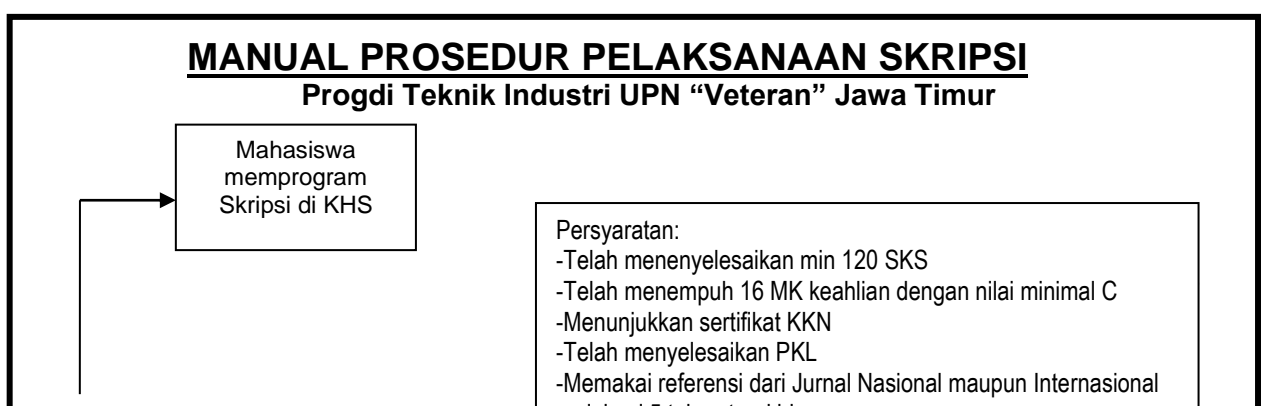 MANUAL PROSEDUR PELAKSANAAN SKRIPSI
Progdi Teknik Industri UPN “Veteran” Jawa Timur
Mahasiswa
memprogram
Skripsi di KHS
Persyaratan:
-Telah menenyelesaikan min 120 SKS
-Telah menempuh 16 MK keahlian dengan nilai minimal C
-Menunjukkan sertifikat KKN
-Telah menyelesaikan PKL
-Memakai referensi dari Jurnal Nasional maupun Internasional